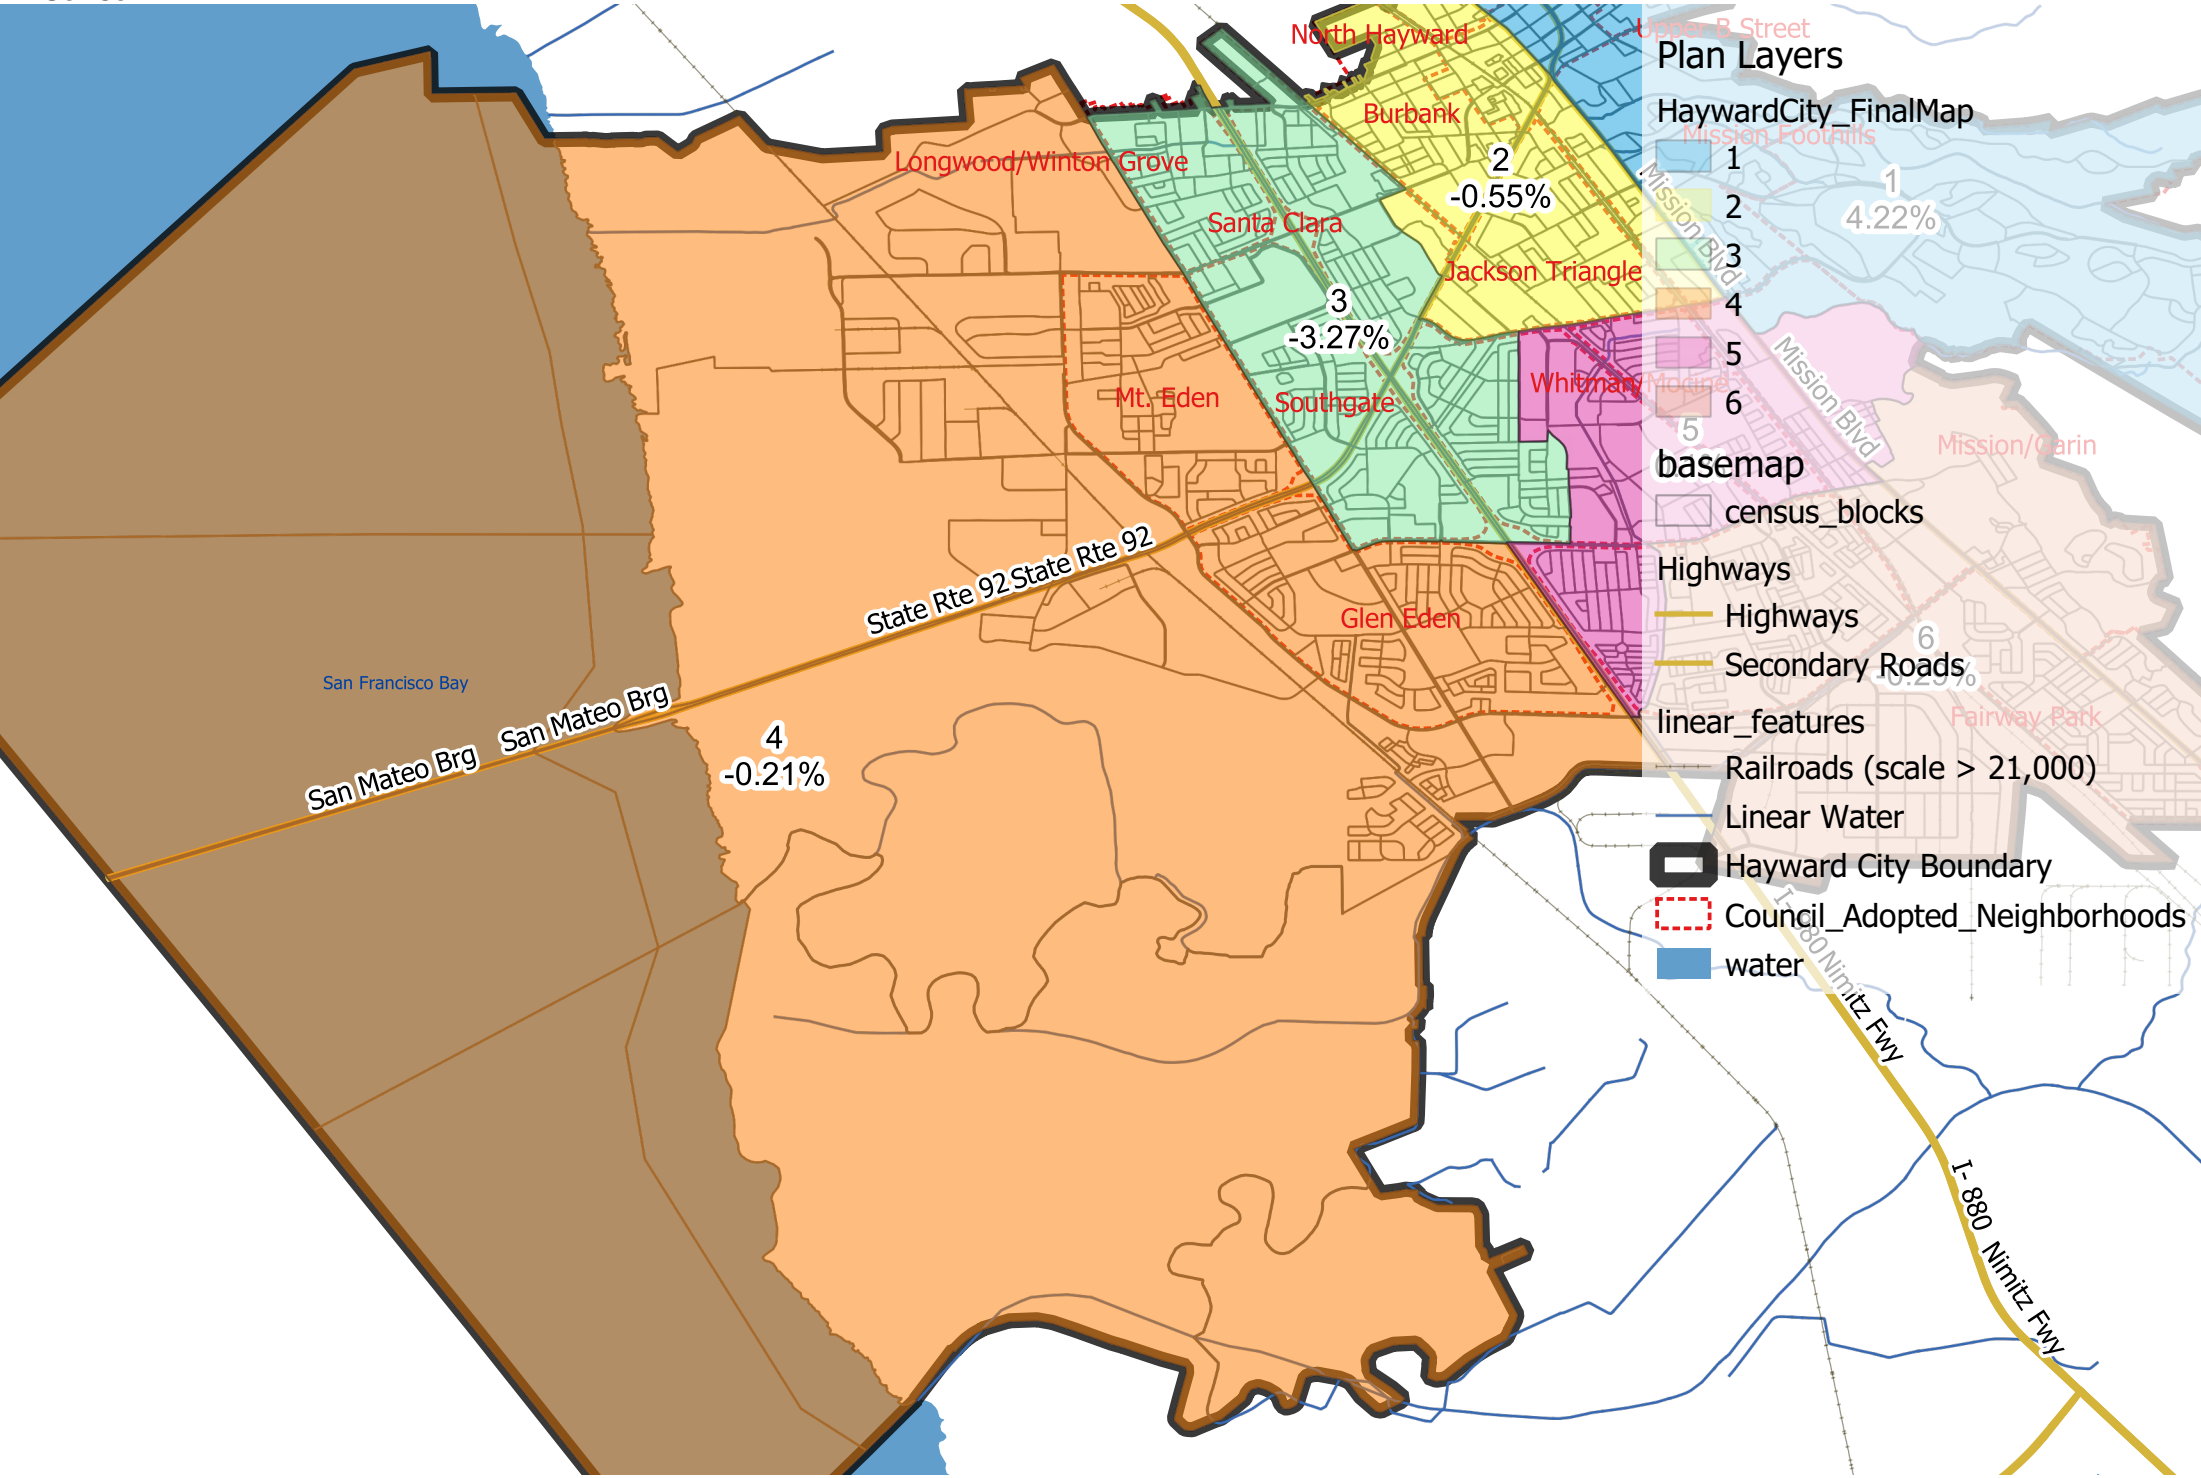 North Hayward
Upper B Street
Plan Layers
Burbank
HaywardCity_FinalMap
Mission Foothills
Longwood/Winton Grove
2
-0.55%
1
1
4.22%
Mission Blvd
2
Santa Clara
3
Jackson Triangle
3
-3.27%
4
Mission Blvd
5
Whitman/Mocine
Mt. Eden
Southgate
6
5
Mission/Garin
basemap
census_blocks
State Rte 92
State Rte 92
Highways
Glen Eden
Highways
6
-0.29%
Secondary Roads
San Francisco Bay
San Mateo Brg
San Mateo Brg
linear_features
Fairway Park
4
-0.21%
Railroads (scale > 21,000)
Linear Water
Hayward City Boundary
Council_Adopted_Neighborhoods
water
I- 880 Nimitz Fwy
I- 880 Nimitz Fwy